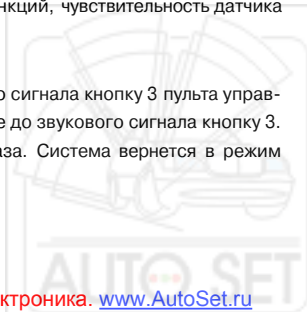 нкций, чувствительность датчика
о сигнала кнопку 3 пульта управ-
е до звукового сигнала кнопку 3.
аза. Система вернется в режим
AUTO SET
ктроника. www.AutoSet.ru